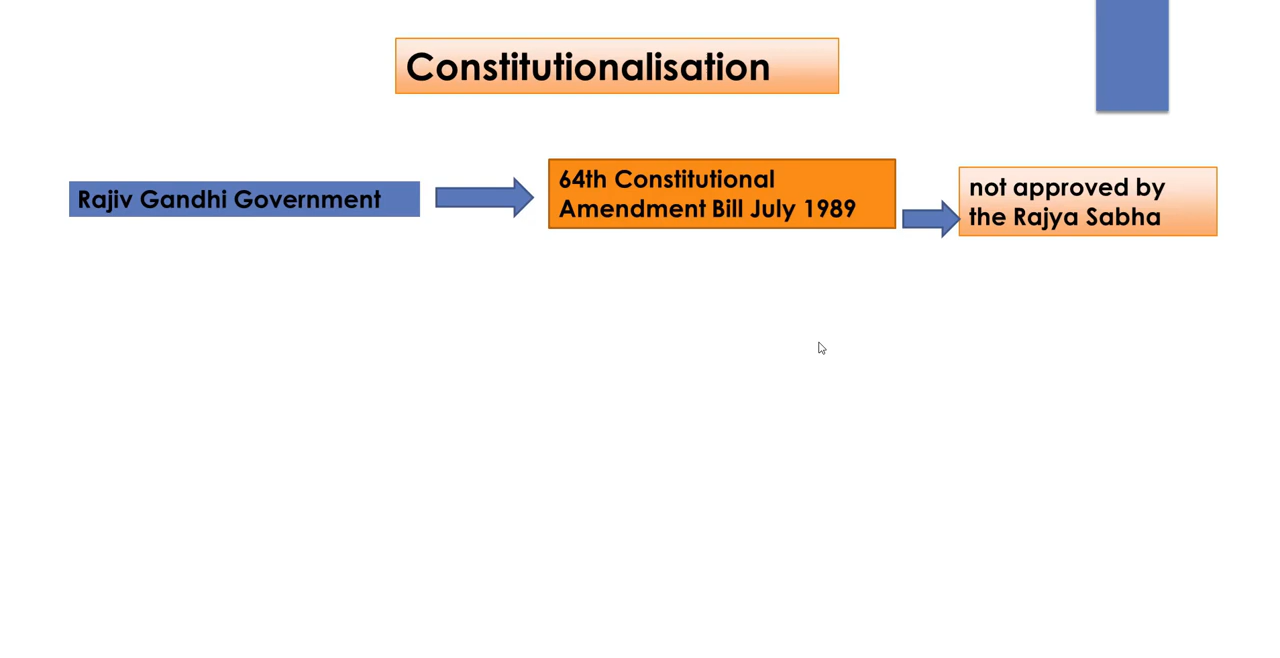 Constitutionalisation
Rajiv Gandhi Government
64th Constitutional
Amendment Bill July 1989
not approved by
the Rajya Sabha